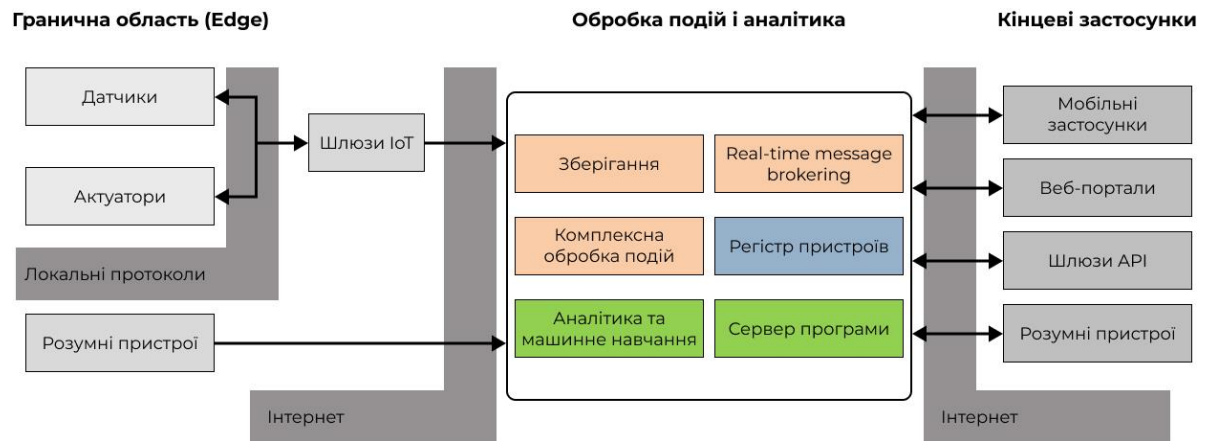 Гранична область (Edge)
Обробка подій і аналітика
Кінцеві застосунки
Датчики
Актуатори
Локальні протоколи
Розумні пристрої
Шлюзи IoT
Інтернет
Зберігання
Real-time message
brokering
Комплексна
обробка подій
Регістр пристроїв
Аналітика та
машинне навчання
Сервер програми
Мобільні
застосунки
Веб-портали
Шлюзи API
Розумні пристрої
Інтернет